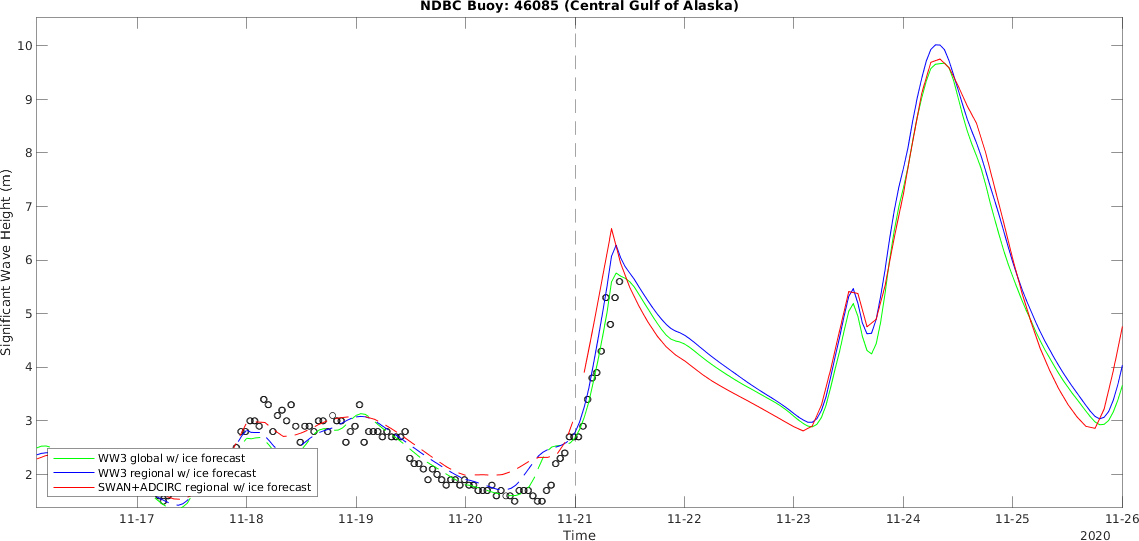 NDBC Buoy: 46085 (Central Gulf of Alaska)
10
9
8
7
6
5
4
3
2
Significant Wave Height (m)
WW3 global w/ ice forecast
WW3 regional w/ ice forecast
SWAN+ADCIRC regional w/ ice forecast
11-17 11-18 11-19 11-20 11-21 11-22 11-23 11-24 11-25 11-26
Time
2020